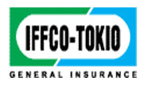 IFFCO-TOKIO
GENERAL INSURANCE